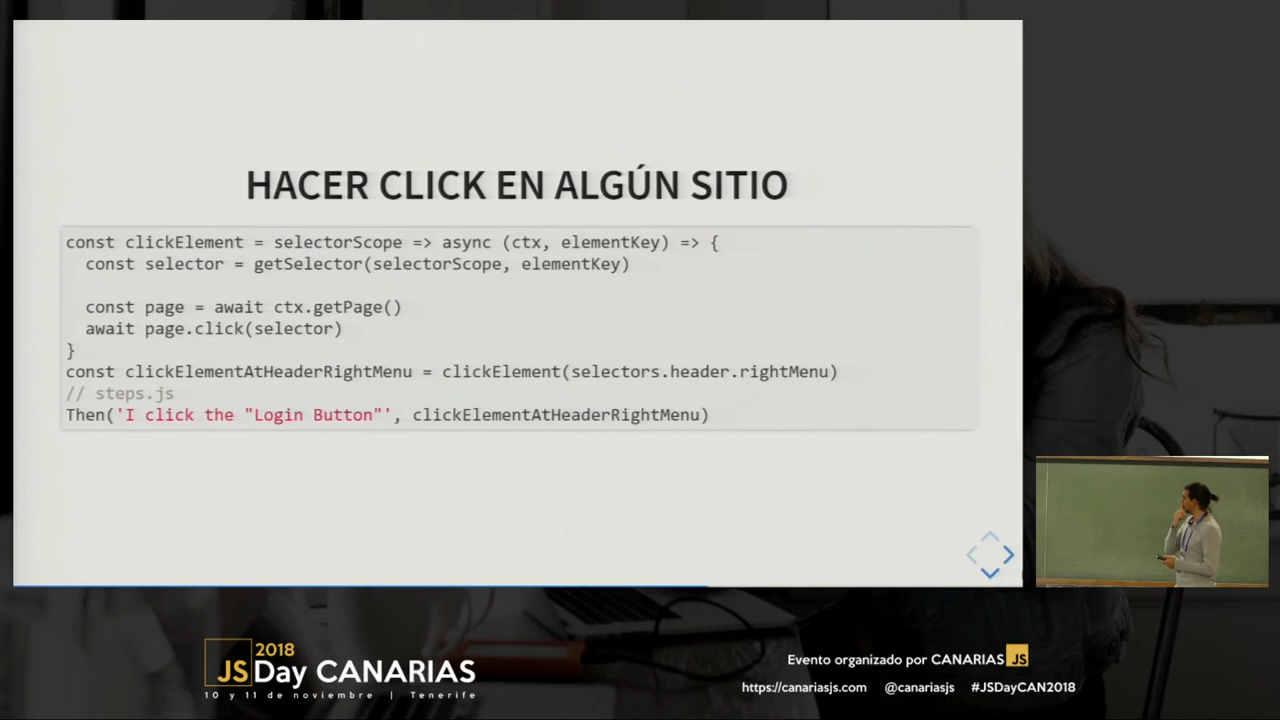 HACER CLICK EN ALGÚN SITIO
const clickElement = selectorScope => async (ctx, elementKey) => {
  const selector = getSelector(selectorScope, elementKey)
  const page = await ctx.getPage()
  await page.click(selector)
}
const clickElementAtHeaderRightMenu = clickElement(selectors.header.rightMenu)
// steps.js
Then('I click the "Login Button"', clickElementAtHeaderRightMenu)
2018
JSDay CANARIAS
10 y 11 de noviembre | Tenerife
Evento organizado por CANARIAS JS
https://canariasjs.com @canariasjs #JSDayCAN2018